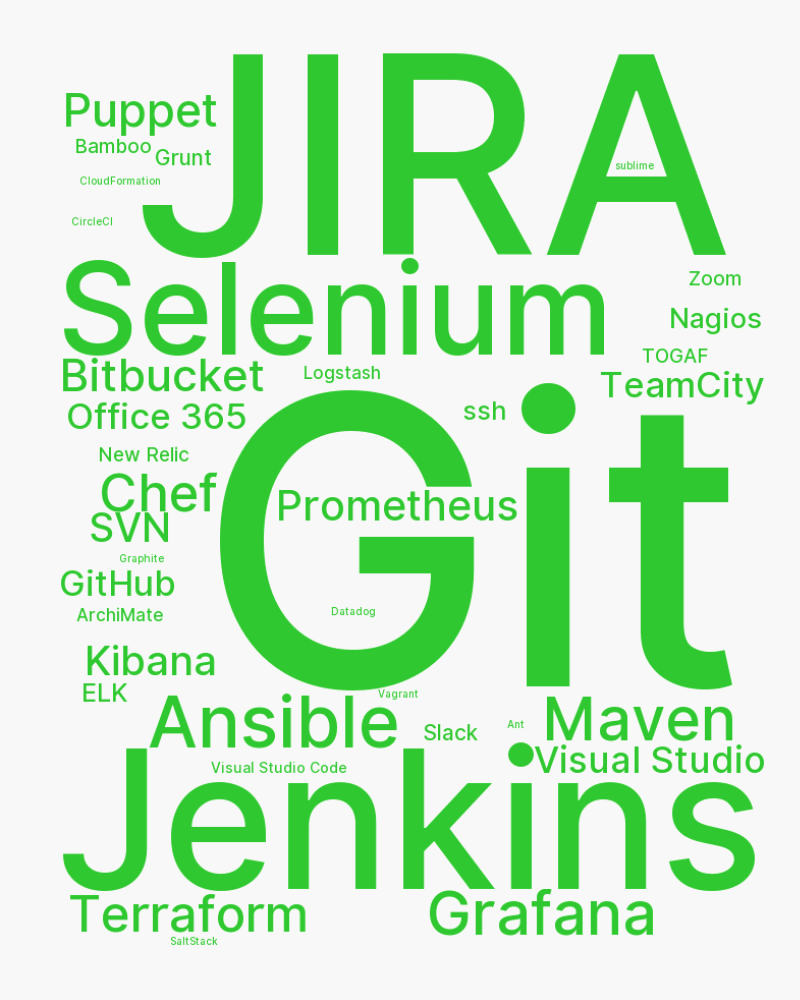 JIRA
Puppet
Bamboo
Grunt
sublime
CloudFormation
CircleCI
Selenium
Zoom
Nagios
TOGAF
Bitbucket
Logstash
TeamCity
Office 365
ssh
Git
New Relic
Chef
Prometheus
SVN
Graphite
GitHub
Datadog
ArchiMate
Kibana
ELK
Vagrant
Ansible
Slack
Ant
Maven
Visual Studio
Visual Studio Code
Jenkins
Terraform
Grafana
SaltStack